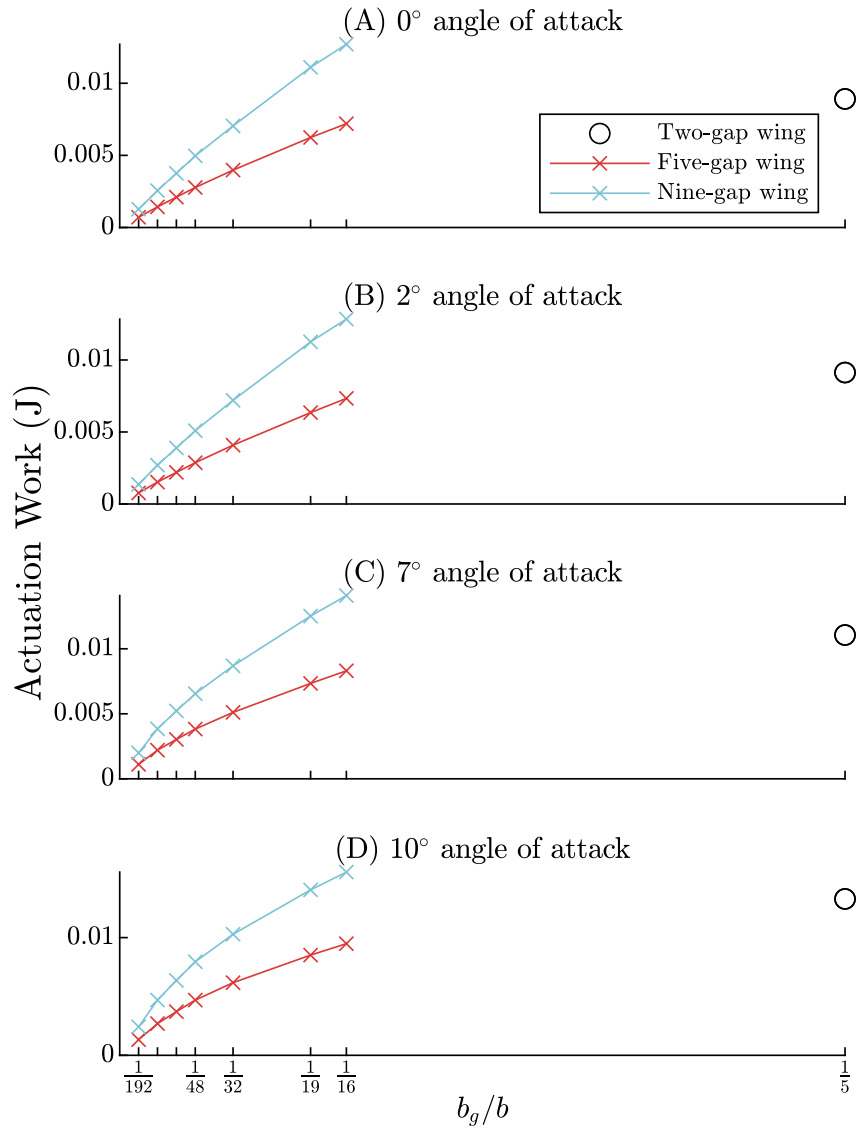 (A) 0° angle of attack
0.01
0.005
0
Two-gap wing
Five-gap wing
Nine-gap wing
(B) 2° angle of attack
0.01
0.005
0
Actuation Work (J)
(C) 7° angle of attack
0.01
0.005
0
(D) 10° angle of attack
0.01
0
1/192 1/48 1/32 1/19 1/16 1/5
b_g/b